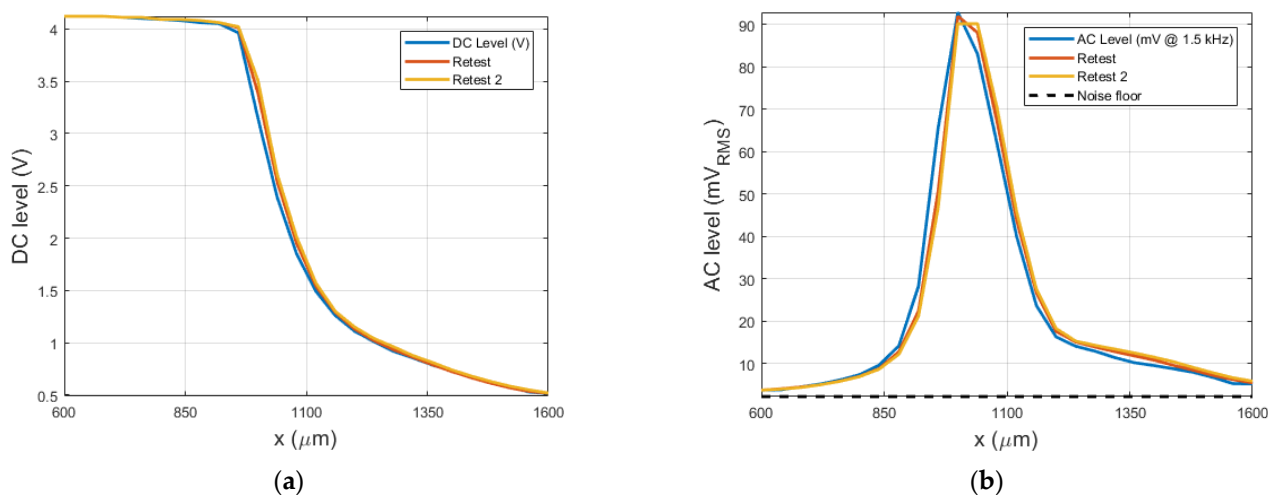 4
3.5
3
2.5
2
1.5
1
0.5
DC level (V)
600
850
1100
1350
1600
x (μm)
DC Level (V)
Retest
Retest 2
(a)
90
80
70
60
50
40
30
20
10
AC level (mVRMS)
600
850
1100
1350
1600
x (μm)
AC Level (mV @ 1.5 kHz)
Retest
Retest 2
Noise floor
(b)